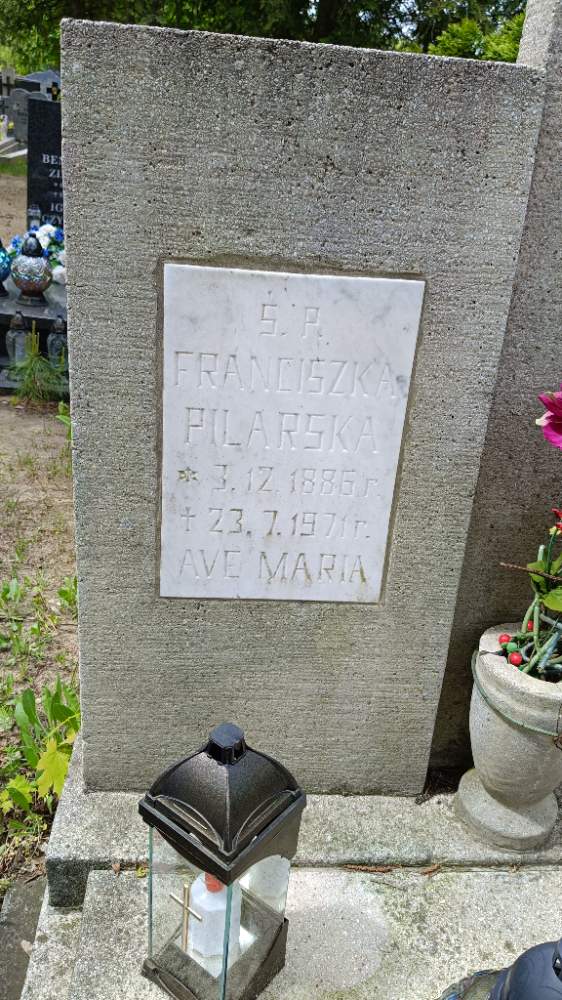 Ś. P.
FRANCISZKA
PILARSKA
* 3.12.1886 r.
† 23.7.1971 r.
AVE MARIA